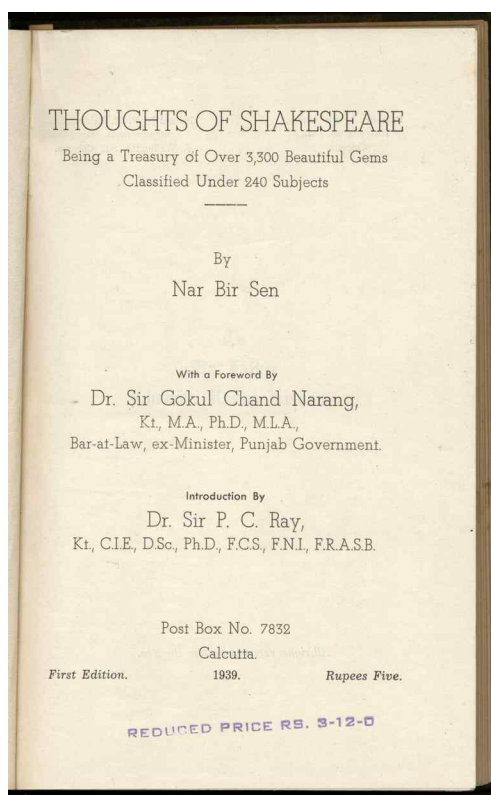 THOUGHTS OF SHAKESPEARE
Being a Treasury of Over 3,300 Beautiful Gems
Classified Under 240 Subjects
By
Nar Bir Sen
With a Foreword By
Dr. Sir Gokul Chand Narang,
Kt., M.A., Ph.D., M.L.A.,
Bar-at-Law, ex-Minister, Punjab Government.
Introduction By
Dr. Sir P. C. Ray,
Kt., C.I.E., D.Sc., Ph.D., F.C.S., F.N.I., F.R.A.S.B.
Post Box No. 7832
Calcutta.
First Edition. 1939. Rupees Five.
REDUCED PRICE RS. 3-12-0